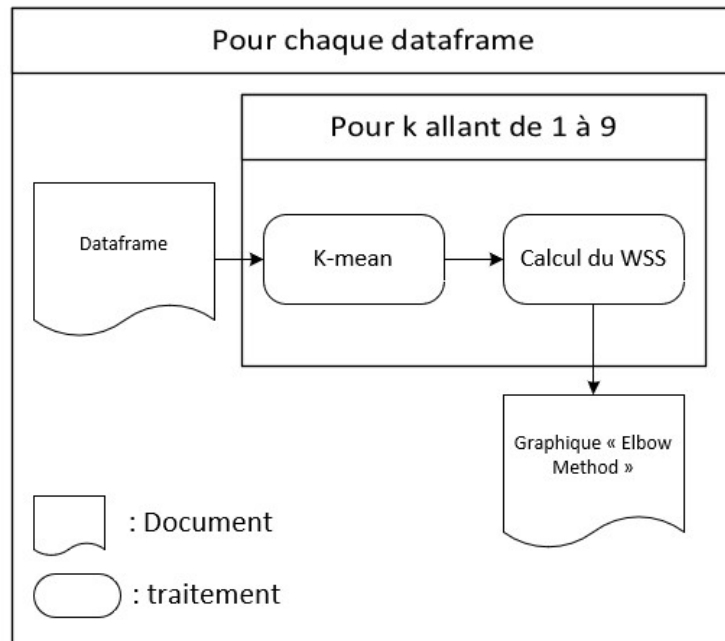 Pour chaque dataframe
Pour k allant de 1 à 9
Dataframe
K-mean
Calcul du WSS
Graphique « Elbow
Method »
: Document
: traitement